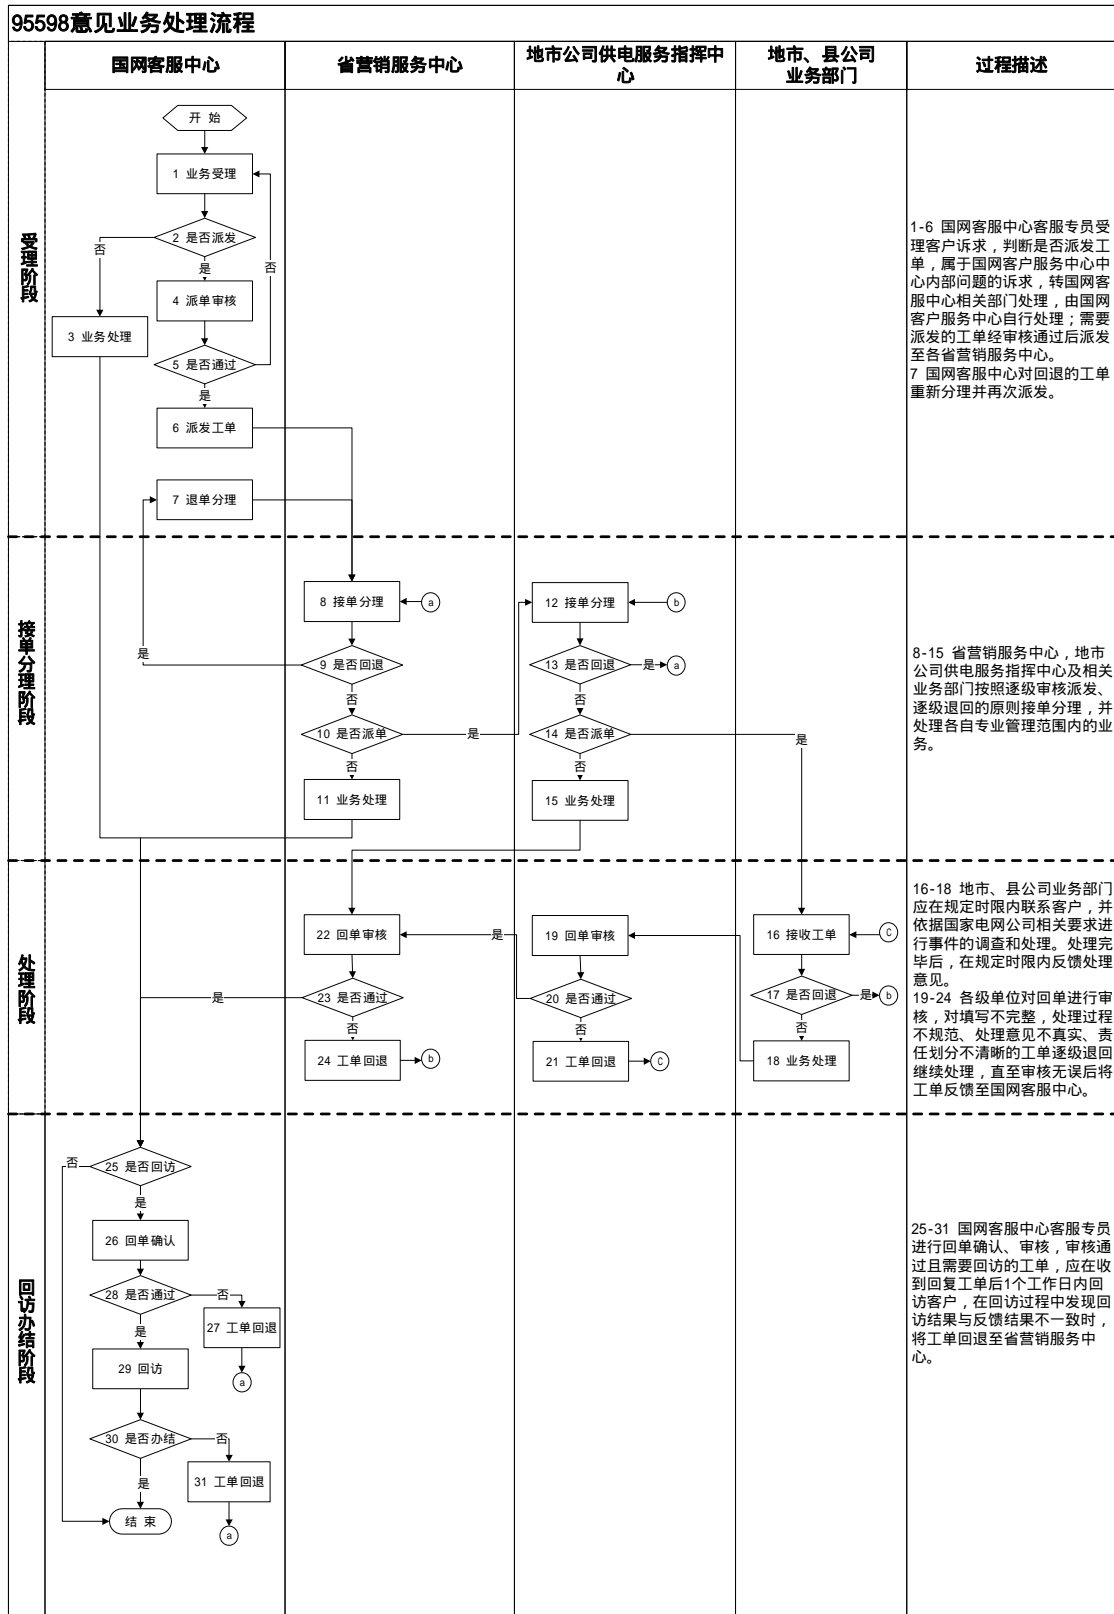 95598意见业务处理流程
国网客服中心
省营销服务中心
地市公司供电服务指挥中
心
地市、县公司
业务部门
过程描述
受理阶段
开 始
1 业务受理
2 是否派发
否
是
否
4 派单审核
3 业务处理
5 是否通过
是
6 派发工单
7 退单分理
1-6 国网客服中心客服专员受
理客户诉求，判断是否派发工
单，属于国网客户服务中心中
心内部问题的诉求，转国网客
服中心相关部门处理，由国网
客户服务中心自行处理；需要
派发的工单经审核通过后派发
至各省营销服务中心。
7 国网客服中心对回退的工单
重新分理并再次派发。
接单分理阶段
8 接单分理
a
12 接单分理
b
是
9 是否回退
13 是否回退
是
a
否
否
10 是否派单
是
14 是否派单
是
否
否
11 业务处理
15 业务处理
8-15 省营销服务中心，地市
公司供电服务指挥中心及相关
业务部门按照逐级审核派发、
逐级退回的原则接单分理，并
处理各自专业管理范围内的业
务。
处理阶段
22 回单审核
是
19 回单审核
16 接收工单
C
是
23 是否通过
20 是否通过
17 是否回退
是
b
否
否
否
24 工单回退
b
21 工单回退
C
18 业务处理
16-18 地市、县公司业务部门
应在规定时限内联系客户，并
依据国家电网公司相关要求进
行事件的调查和处理。处理完
毕后，在规定时限内反馈处理
意见。
19-24 各级单位对回单进行审
核，对填写不完整，处理过程
不规范、处理意见不真实、责
任划分不清晰的工单逐级退回
继续处理，直至审核无误后将
工单反馈至国网客服中心。
回访办结阶段
否
25 是否回访
是
26 回单确认
28 是否通过
否
27 工单回退
是
a
29 回访
30 是否办结
否
31 工单回退
是
结 束
a
25-31 国网客服中心客服专员
进行回单确认、审核，审核通
过且需要回访的工单，应在收
到回复工单后1个工作日内回
访客户，在回访过程中发现回
访结果与反馈结果不一致时，
将工单回退至省营销服务中
心。